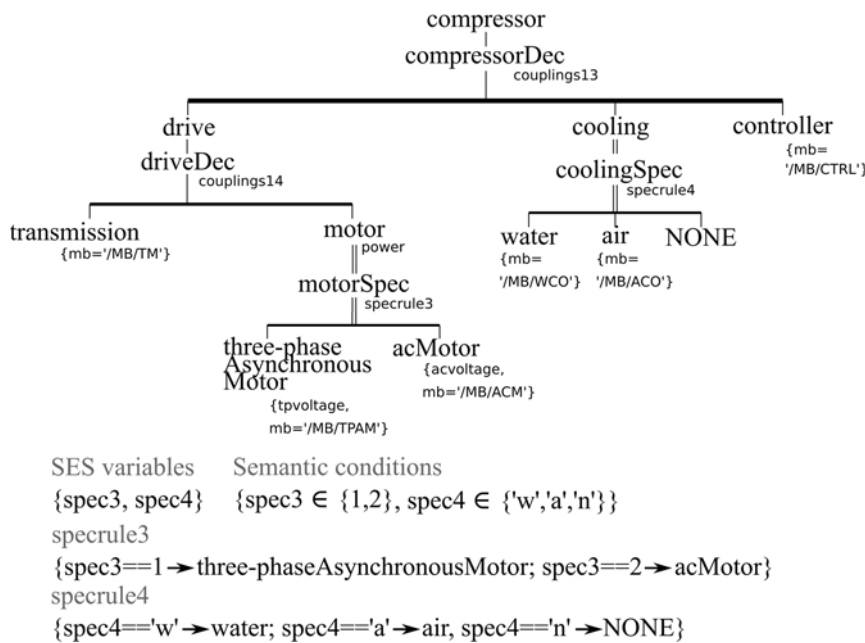 compressor
compressorDec
couplings13
drive
cooling
controller
{mb=
'/MB/CTRL'}
driveDec
couplings14
coolingSpec
specrule4
transmission
{mb='/MB/TM'}
motor
power
water
{mb=
'/MB/WCO'}
air
{mb=
'/MB/ACO'}
NONE
motorSpec
specrule3
three-phase
Asynchronous
Motor
{tpvoltage,
mb='/MB/TPAM'}
acMotor
{acvoltage,
mb='/MB/ACM'}
SES variables Semantic conditions
{spec3, spec4} {spec3 ∈ {1,2}, spec4 ∈ {'w','a','n'}}
specrule3
{spec3==1→three-phaseAsynchronousMotor; spec3==2→acMotor}
specrule4
{spec4=='w'→water; spec4=='a'→air, spec4=='n'→NONE}